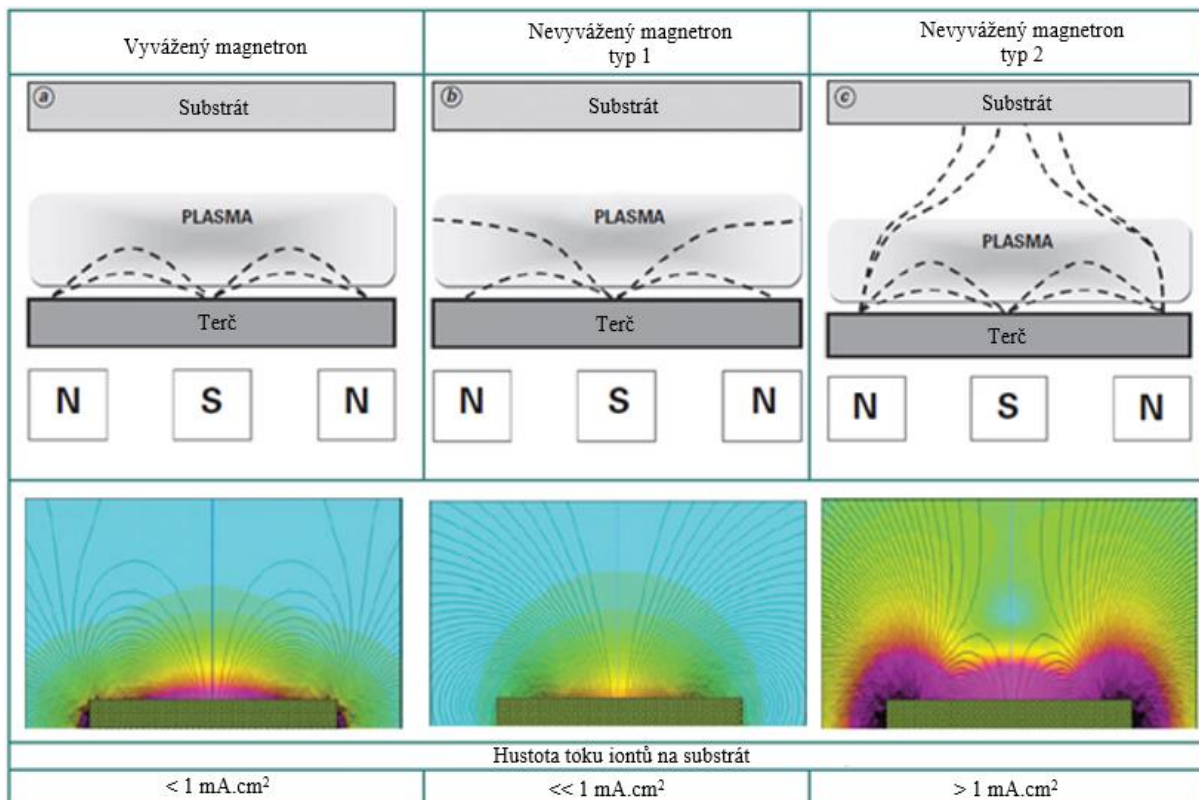 Vyvážený magnetron
Nevyvážený magnetron
typ 1
Nevyvážený magnetron
typ 2
a
Substrát
PLASMA
Terč
N S N
b
Substrát
PLASMA
Terč
N S N
c
Substrát
PLASMA
Terč
N S N
Hustota toku iontů na substrát
< 1 mA.cm²
<< 1 mA.cm²
> 1 mA.cm²